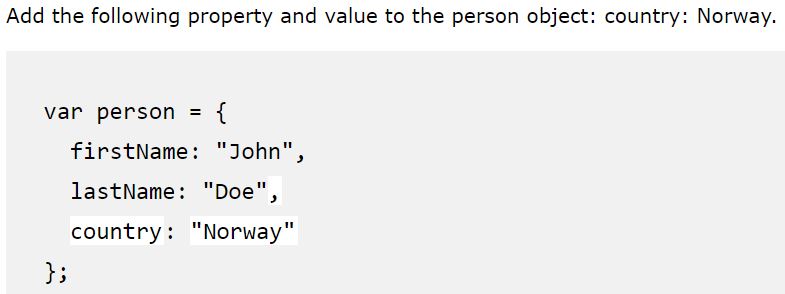 Add the following property and value to the person object: country: Norway.
var person = {
firstName: "John",
lastName: "Doe",
country: "Norway"
};